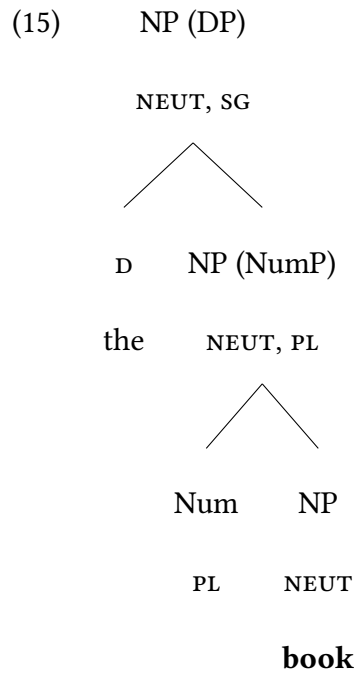 (15) NP (DP)
NEUT, SG
D NP (NumP)
the NEUT, PL
Num NP
PL NEUT
book